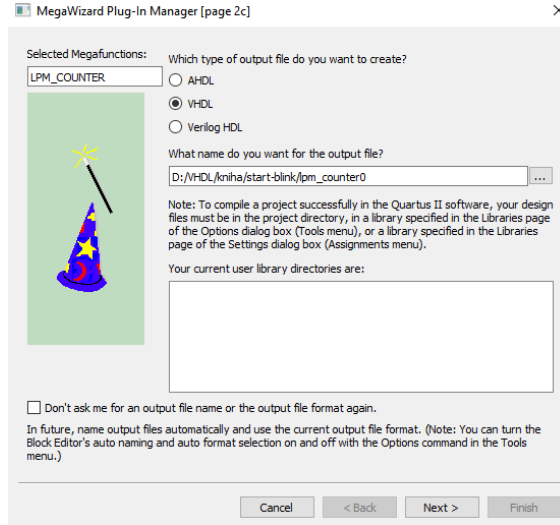 MegaWizard Plug-In Manager [page 2c]
Selected Megafunctions:
LPM_COUNTER
Which type of output file do you want to create?
AHDL
VHDL
Verilog HDL
What name do you want for the output file?
D:/VHDL/kniha/start-blink/lpm_counter0
...
Note: To compile a project successfully in the Quartus II software, your design
files must be in the project directory, in a library specified in the Libraries page
of the Options dialog box (Tools menu), or a library specified in the Libraries
page of the Settings dialog box (Assignments menu).
Your current user library directories are:
Don't ask me for an output file name or the output file format again.
In future, name output files automatically and use the current output file format. (Note: You can turn the
Block Editor's auto naming and auto format selection on and off with the Options command in the Tools
menu.)
Cancel
< Back
Next >
Finish